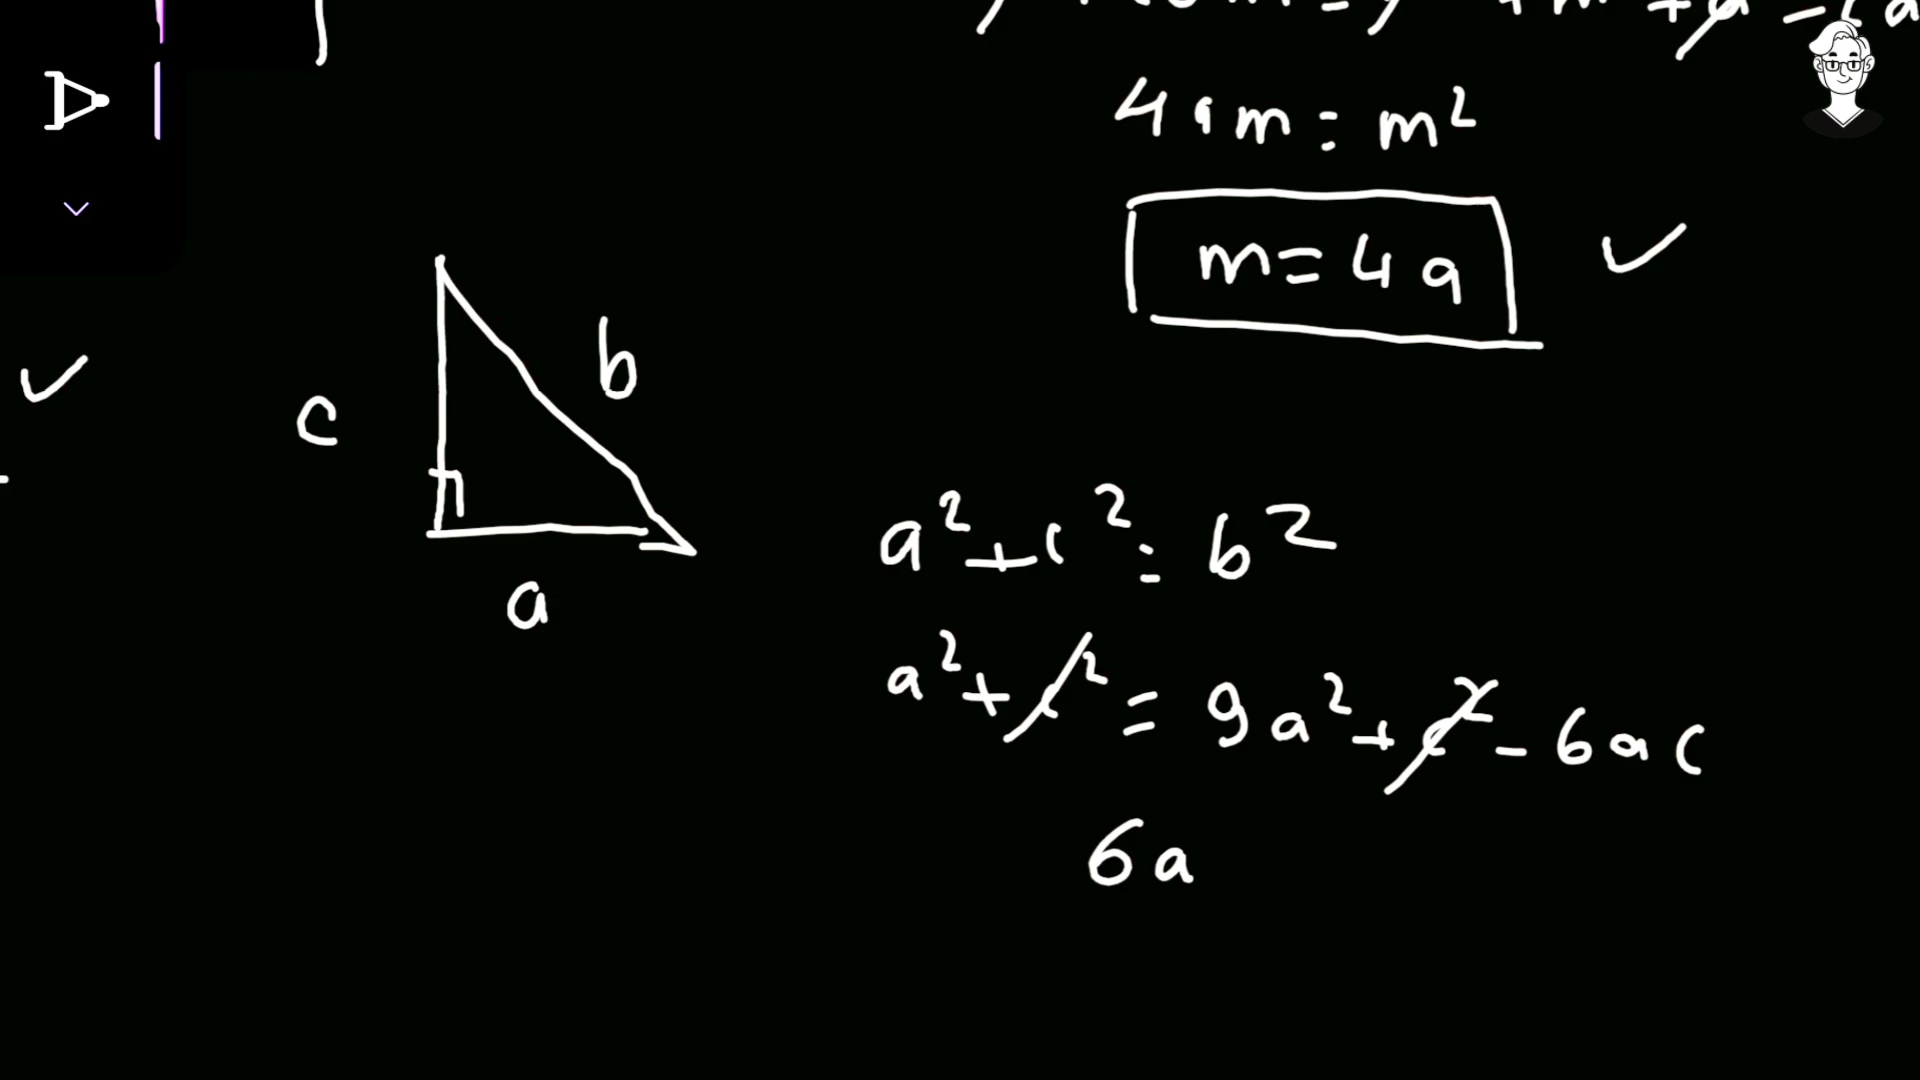 4am = m²
m = 4a
b
c
a
a² + c² = b²
a² + c² = 9a² + c² - 6ac
6a